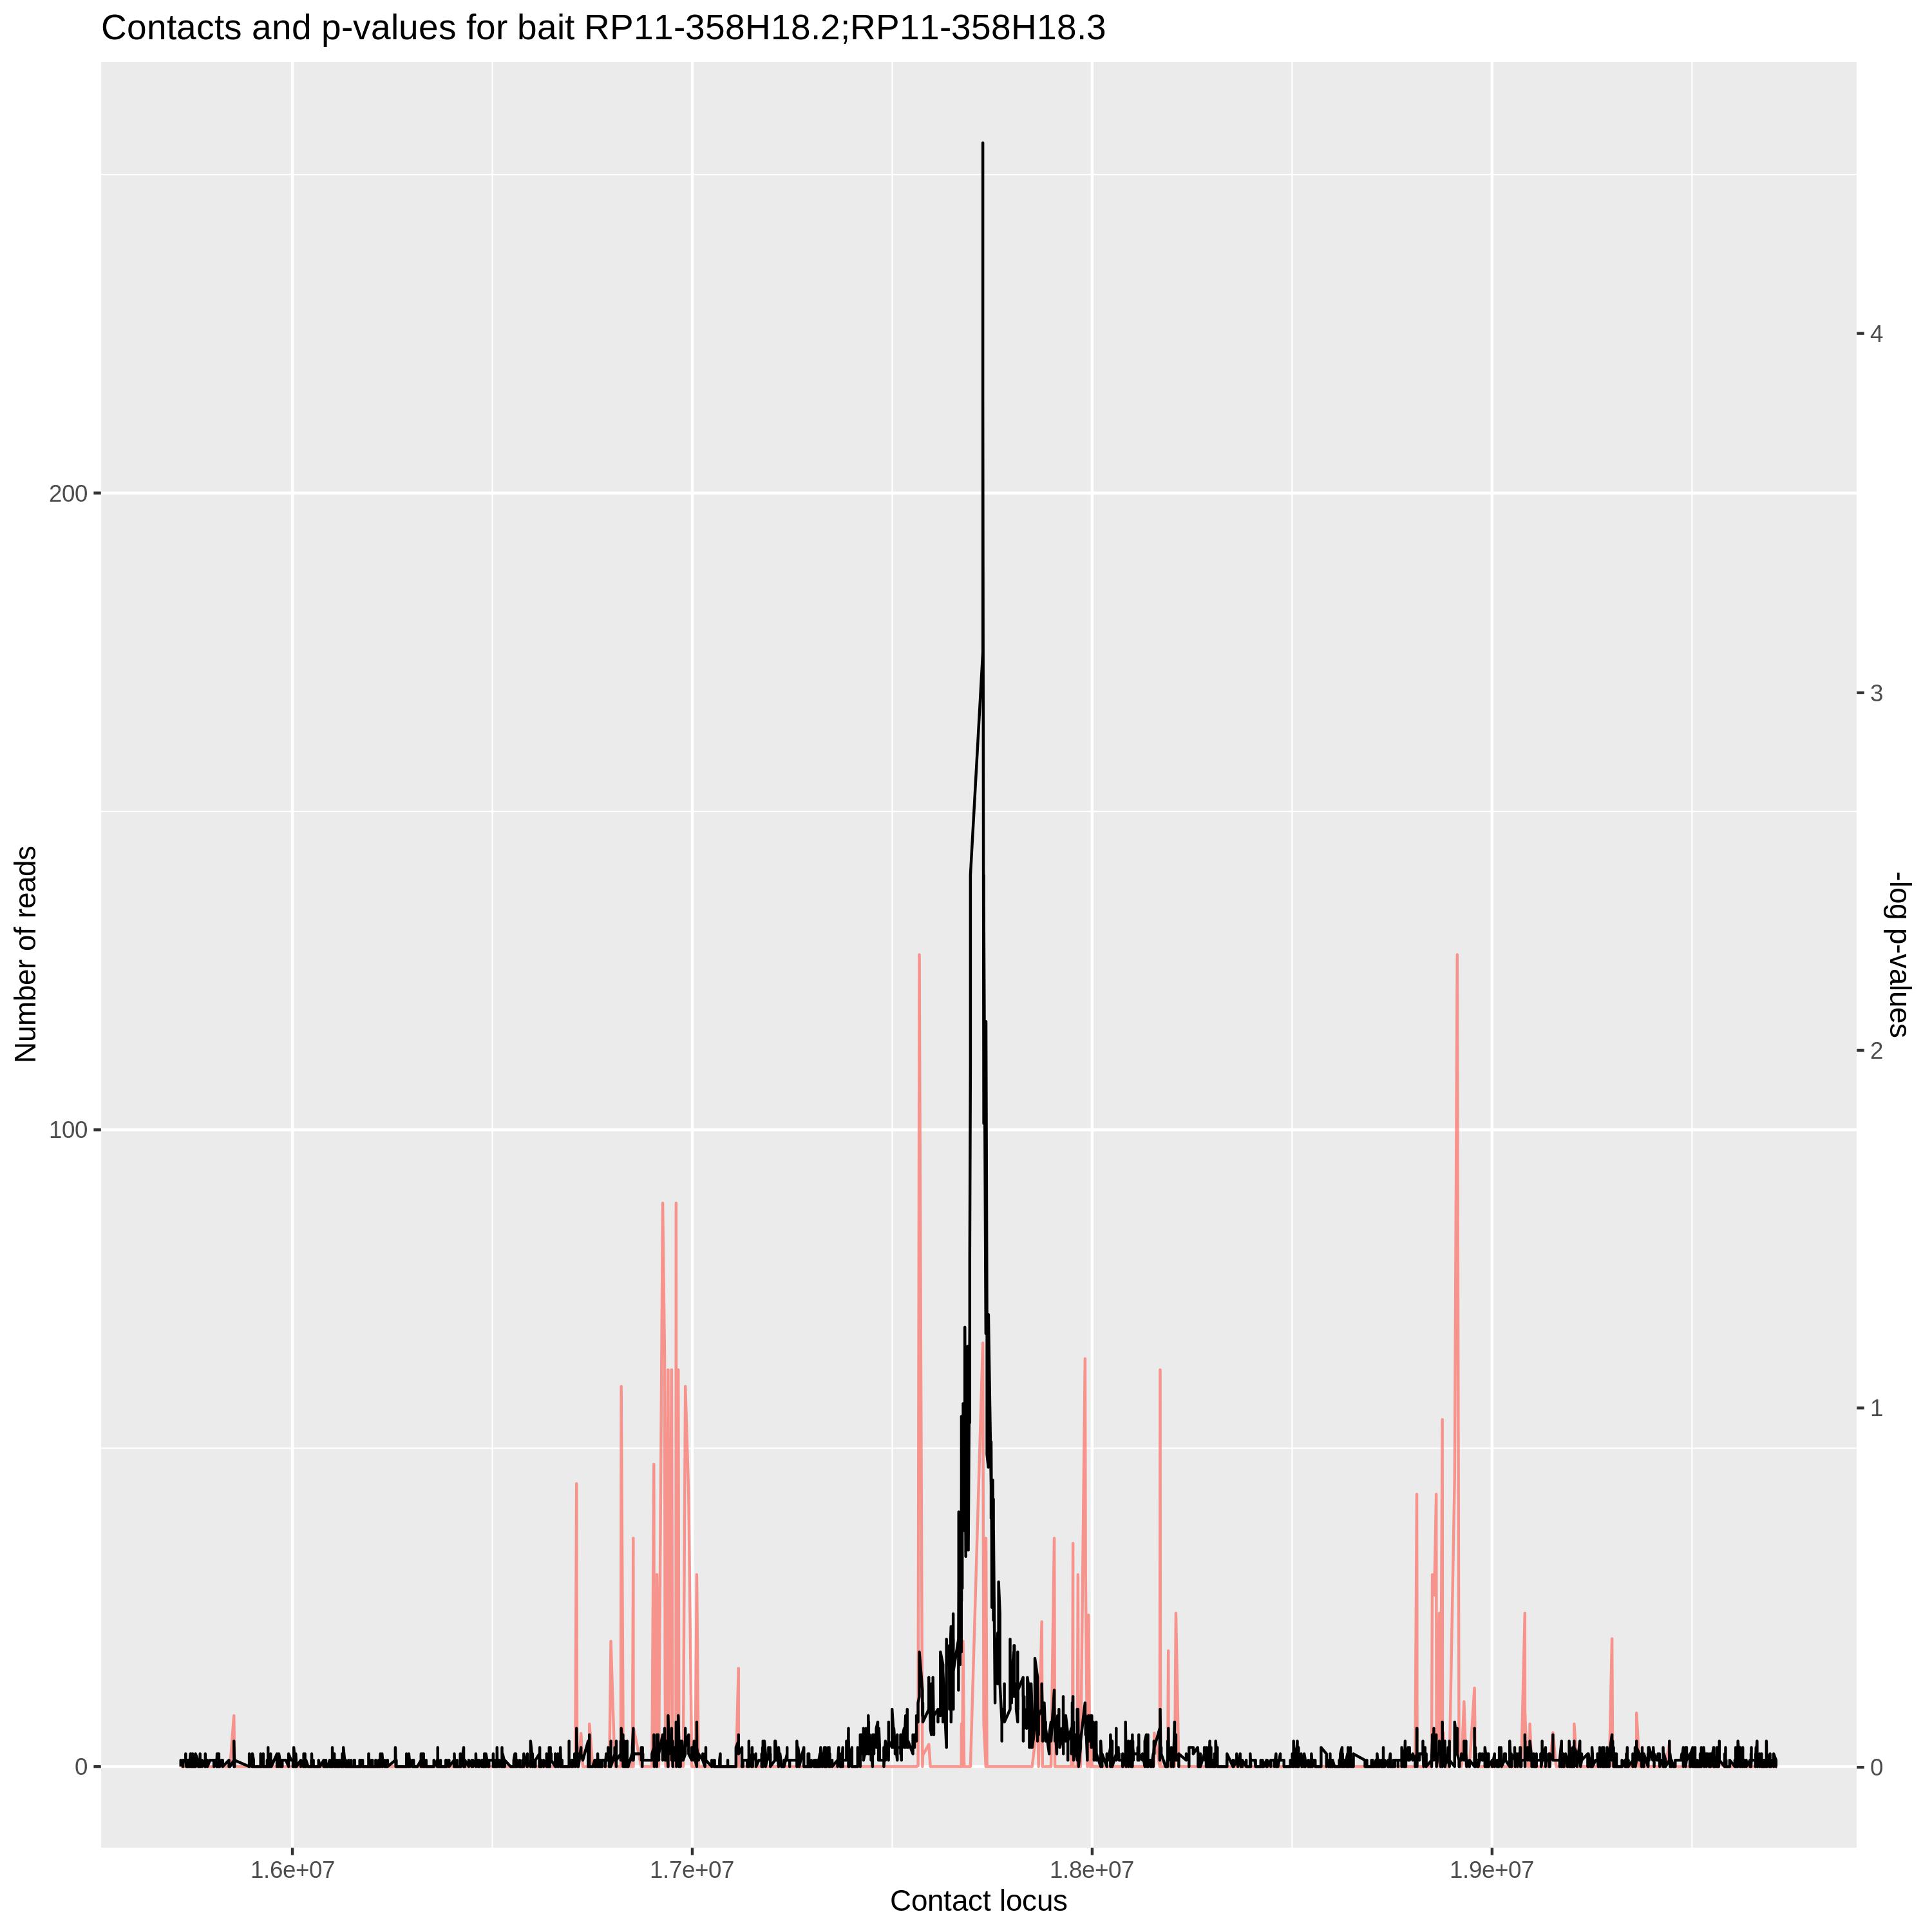 Contacts and p-values for bait RP11-358H18.2;RP11-358H18.3
Number of reads
200
100
0
4
3
2
1
0
-log p-values
1.6e+07 1.7e+07 1.8e+07 1.9e+07
Contact locus